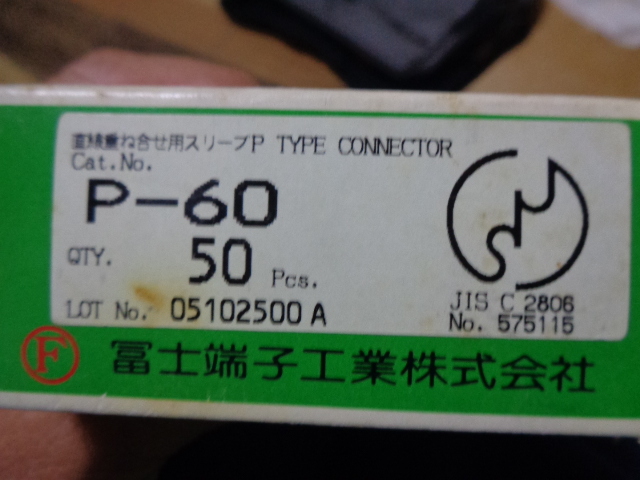 直線重ね合せ用スリーブP TYPE CONNECTOR
Cat.No.
P-60
QTY. 50 Pcs.
LOT No. 05102500 A
JIS C 2806
No. 575115
F 冨士端子工業株式会社